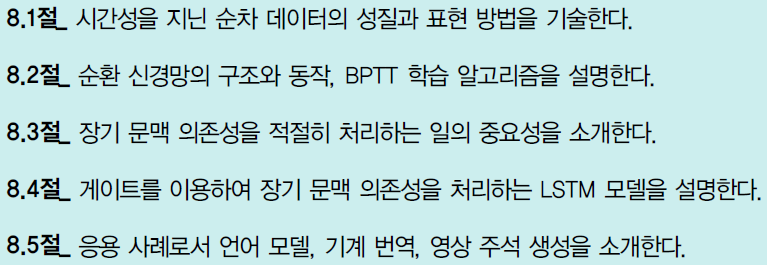 8.1절_ 시간성을 지닌 순차 데이터의 성질과 표현 방법을 기술한다.
8.2절_ 순환 신경망의 구조와 동작, BPTT 학습 알고리즘을 설명한다.
8.3절_ 장기 문맥 의존성을 적절히 처리하는 일의 중요성을 소개한다.
8.4절_ 게이트를 이용하여 장기 문맥 의존성을 처리하는 LSTM 모델을 설명한다.
8.5절_ 응용 사례로서 언어 모델, 기계 번역, 영상 주석 생성을 소개한다.